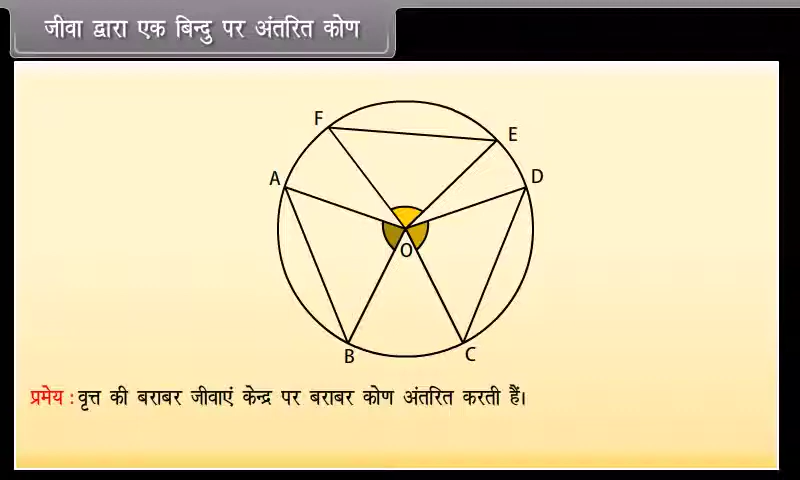 जीवा द्वारा एक बिन्दु पर अंतरित कोण
F
E
A
D
O
B
C
प्रमेय : वृत्त की बराबर जीवाएं केन्द्र पर बराबर कोण अंतरित करती हैं।